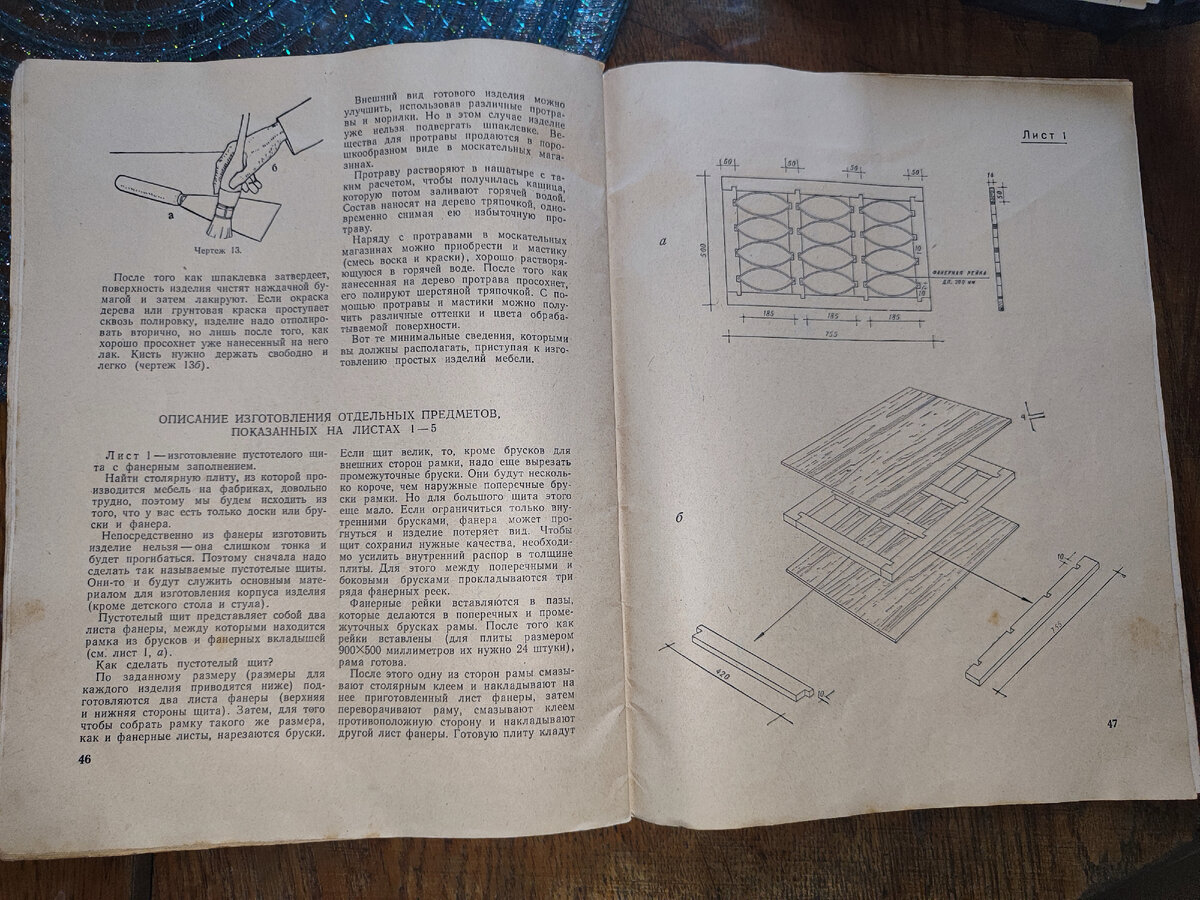 а
б
Чертеж 13.
После того как шпаклевка затвердеет,
поверхность изделия чистят наждачной бу-
магой и затем лакируют. Если окраска
дерева или грунтовая краска проступает
сквозь полировку, изделие надо отполиро-
вать вторично, но лишь после того, как
хорошо просохнет уже нанесенный на него
лак. Кисть нужно держать свободно и
легко (чертеж 13б).
Внешний вид готового изделия можно
улучшить, использовав различные протра-
вы и морилки. Но в этом случае изделие
уже нельзя подвергать шпаклевке. Ве-
щества для протравы продаются в поро-
шкообразном виде в москательных мага-
зинах.
Протраву растворяют в нашатыре с та-
ким расчетом, чтобы получилась кашица,
которую потом заливают горячей водой.
Состав наносят на дерево тряпочкой, одно-
временно снимая ею избыточную про-
траву.
Наряду с протравами в москательных
магазинах можно приобрести и мастику
(смесь воска и краски), хорошо растворя-
ющуюся в горячей воде. После того как
нанесенная на дерево протрава просохнет,
его полируют шерстяной тряпочкой. С по-
мощью протравы и мастики можно полу-
чить различные оттенки и цвета обраба-
тываемой поверхности.
Вот те минимальные сведения, которыми
вы должны располагать, приступая к изго-
товлению простых изделий мебели.
ОПИСАНИЕ ИЗГОТОВЛЕНИЯ ОТДЕЛЬНЫХ ПРЕДМЕТОВ,
ПОКАЗАННЫХ НА ЛИСТАХ 1—5
Лист 1—изготовление пустотелого щи-
та с фанерным заполнением.
Найти столярную плиту, из которой про-
изводится мебель на фабриках, довольно
трудно, поэтому мы будем исходить из
того, что у вас есть только доски или бру-
ски и фанера.
Непосредственно из фанеры изготовить
изделие нельзя—она слишком тонка и
будет прогибаться. Поэтому сначала надо
сделать так называемые пустотелые щиты.
Они-то и будут служить основным мате-
риалом для изготовления корпуса изделия
(кроме детского стола и стула).
Пустотелый щит представляет собой два
листа фанеры, между которыми находится
рамка из брусков и фанерных вкладышей
(см. лист 1, а).
Как сделать пустотелый щит?
По заданному размеру (размеры для
каждого изделия приводятся ниже) под-
готовляются два листа фанеры (верхняя
и нижняя стороны щита). Затем, для того
чтобы собрать рамку такого же размера,
как и фанерные листы, нарезаются бруски.
46
Если щит велик, то, кроме брусков для
внешних сторон рамки, надо еще вырезать
промежуточные бруски. Они будут несколь-
ко короче, чем наружные поперечные бру-
ски рамки. Но для большого щита этого
еще мало. Если ограничиться только вну-
тренними брусками, фанера может про-
гнуться и изделие потеряет вид. Чтобы
щит сохранил нужные качества, необходи-
мо усилить внутренний распор в толщине
плиты. Для этого между поперечными и
боковыми брусками прокладываются три
ряда фанерных реек.
Фанерные рейки вставляются в пазы,
которые делаются в поперечных и проме-
жуточных брусках рамы. После того как
рейки вставлены (для плиты размером
900×500 миллиметров их нужно 24 штуки),
рама готова.
После этого одну из сторон рамы смазы-
вают столярным клеем и накладывают на
нее приготовленный лист фанеры, затем
переворачивают раму, смазывают клеем
противоположную сторону и накладывают
другой лист фанеры. Готовую плиту кладут
Лист 1
а
50 50 50
16
50
500
10
ФАНЕРНАЯ РЕЙКА
ДЛ. 200 мм
10
185 185 185
755
б
4
10
755
420
10
47